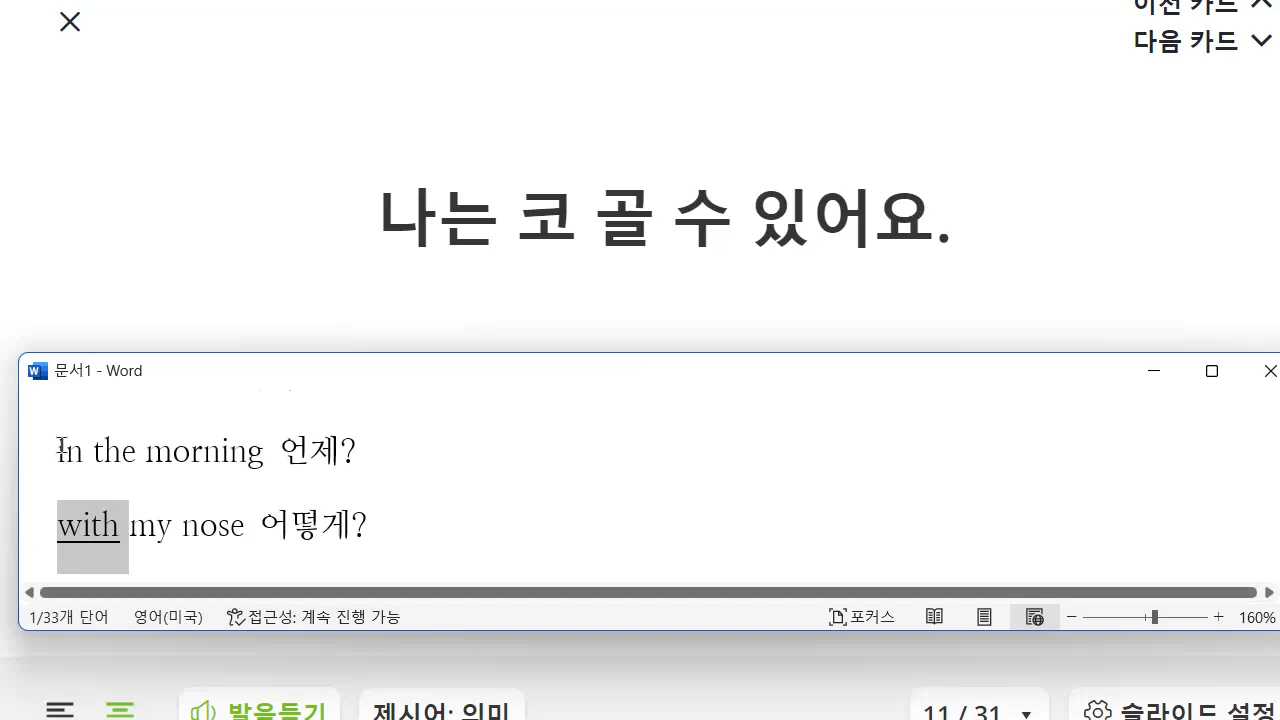 이전 카드
다음 카드
나는 코 골 수 있어요.
문서1 - Word
In the morning 언제?
with my nose 어떻게?
1/33개 단어 영어(미국) 접근성: 계속 진행 가능 포커스 160%
발음듣기 제시어: 의미 11 / 31 슬라이드 설정